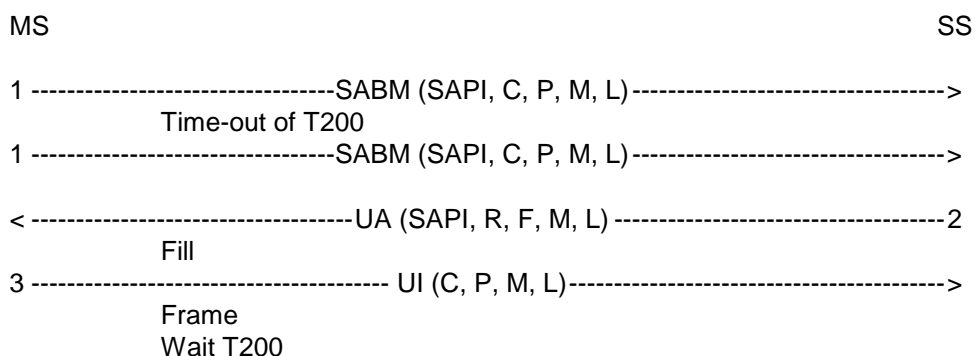 MS SS
1 ----------------------------------SABM (SAPI, C, P, M, L)----------------------------------->
Time-out of T200
1 ----------------------------------SABM (SAPI, C, P, M, L)----------------------------------->
< ------------------------------------UA (SAPI, R, F, M, L) -------------------------------------2
Fill
3 ---------------------------------------- UI (C, P, M, L)------------------------------------------>
Frame
Wait T200